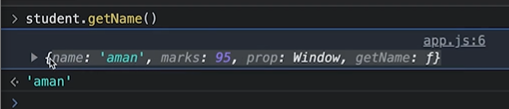 > student.getName()
app.js:6
▶ {name: 'aman', marks: 95, prop: Window, getName: ƒ}
<· 'aman'
>